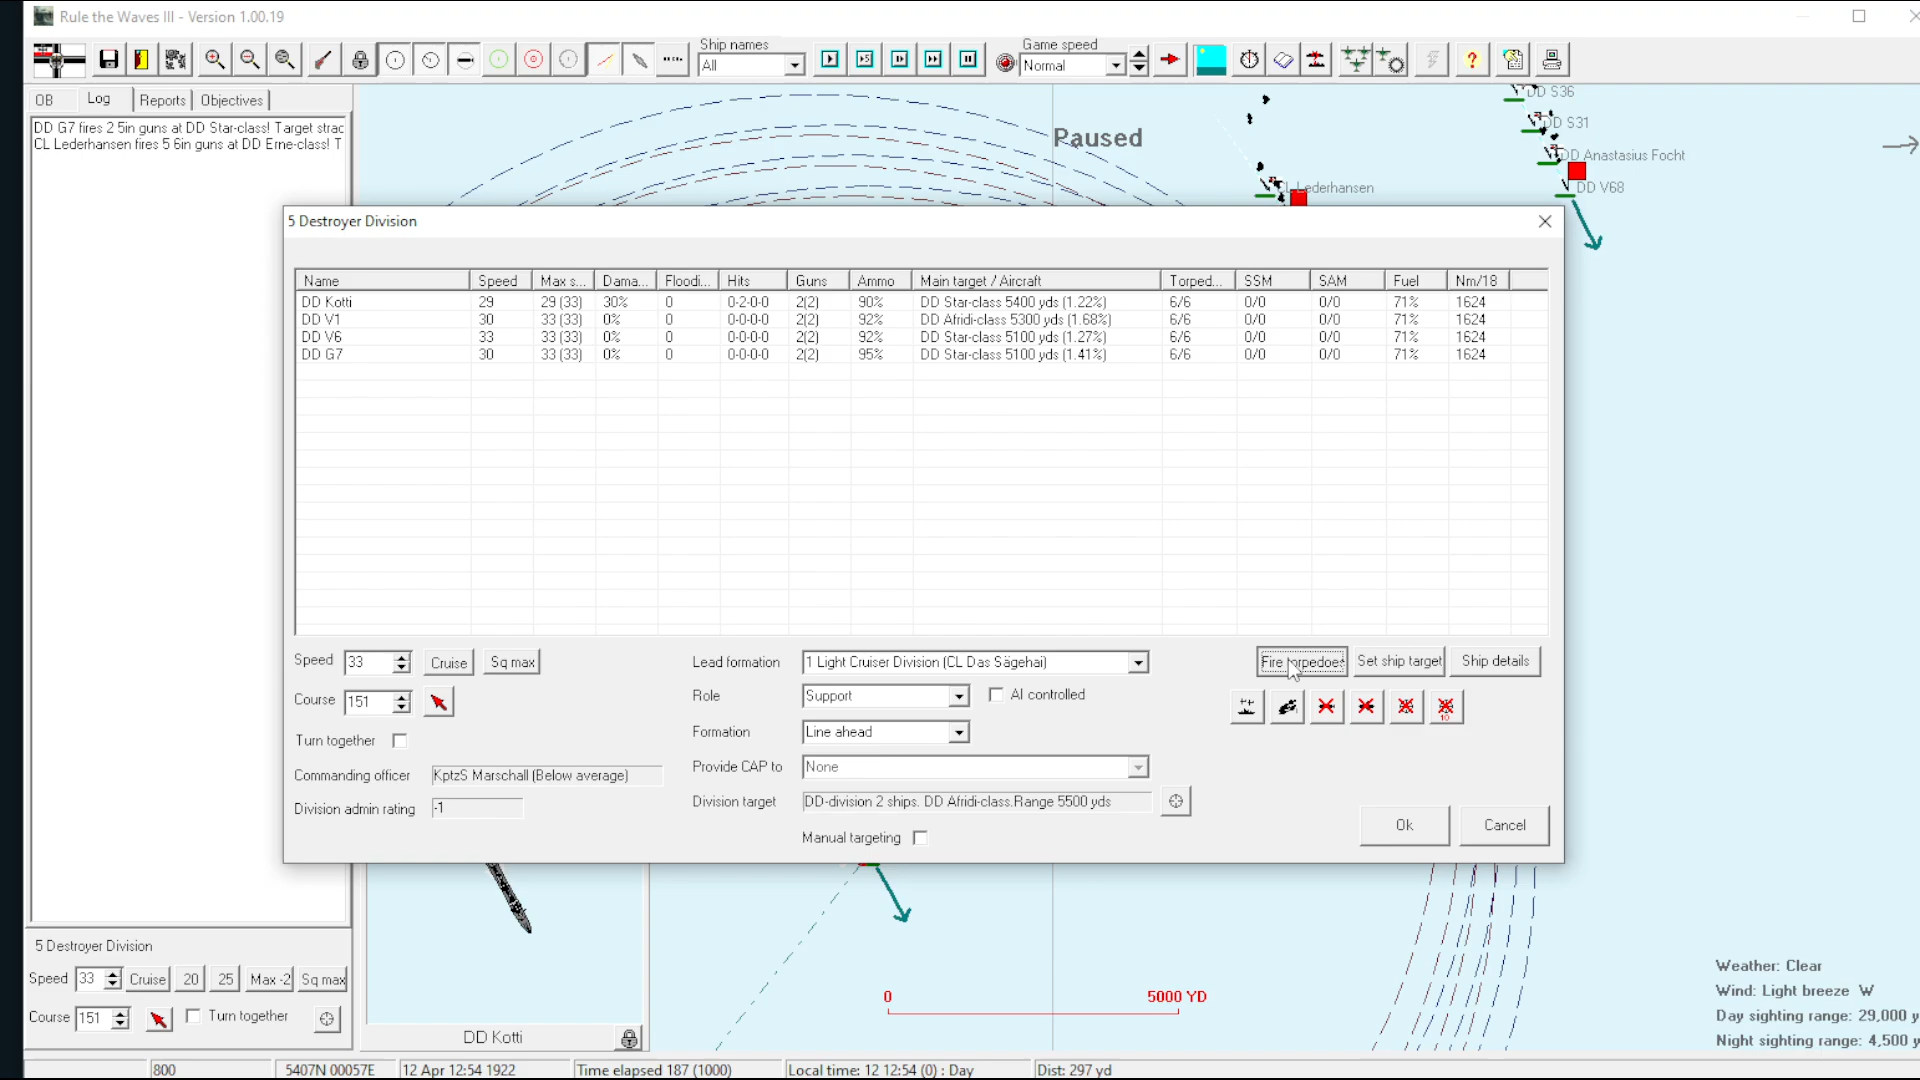 Rule the Waves III - Version 1.00.19
Ship names
All
Game speed
Normal
OB Log Reports Objectives
DD G7 fires 2 5in guns at DD Star-class! Target strac
CL Lederhansen fires 5 6in guns at DD Erne-class! T
Paused
DD S36
DD S31
DD Anastasius Focht
DD V68
CL Lederhansen
5 Destroyer Division
Name Speed Max s... Dama... Floodi... Hits Guns Ammo Main target / Aircraft Torped... SSM SAM Fuel Nm/18
DD Kotti 29 29 (33) 30% 0 0-2-0-0 2(2) 90% DD Star-class 5400 yds (1.22%) 6/6 0/0 0/0 71% 1624
DD V1 30 33 (33) 0% 0 0-0-0-0 2(2) 92% DD Afridi-class 5300 yds (1.68%) 6/6 0/0 0/0 71% 1624
DD V6 33 33 (33) 0% 0 0-0-0-0 2(2) 92% DD Star-class 5100 yds (1.27%) 6/6 0/0 0/0 71% 1624
DD G7 30 33 (33) 0% 0 0-0-0-0 2(2) 95% DD Star-class 5100 yds (1.41%) 6/6 0/0 0/0 71% 1624
Speed 33 Cruise Sq max
Course 151
Turn together
Commanding officer KptzS Marschall (Below average)
Division admin rating -1
Lead formation 1 Light Cruiser Division (CL Das Sägehai)
Role Support AI controlled
Formation Line ahead
Provide CAP to None
Division target DD-division 2 ships. DD Afridi-class.Range 5500 yds
Manual targeting
Fire torpedoes Set ship target Ship details
10
Ok Cancel
5 Destroyer Division
Speed 33 Cruise 20 25 Max -2 Sq max
Course 151 Turn together
DD Kotti
0 5000 YD
Weather: Clear
Wind: Light breeze W
Day sighting range: 29,000 y
Night sighting range: 4,500 y
800 5407N 00057E 12 Apr 12:54 1922 Time elapsed 187 (1000) Local time: 12 12:54 (0) : Day Dist: 297 yd